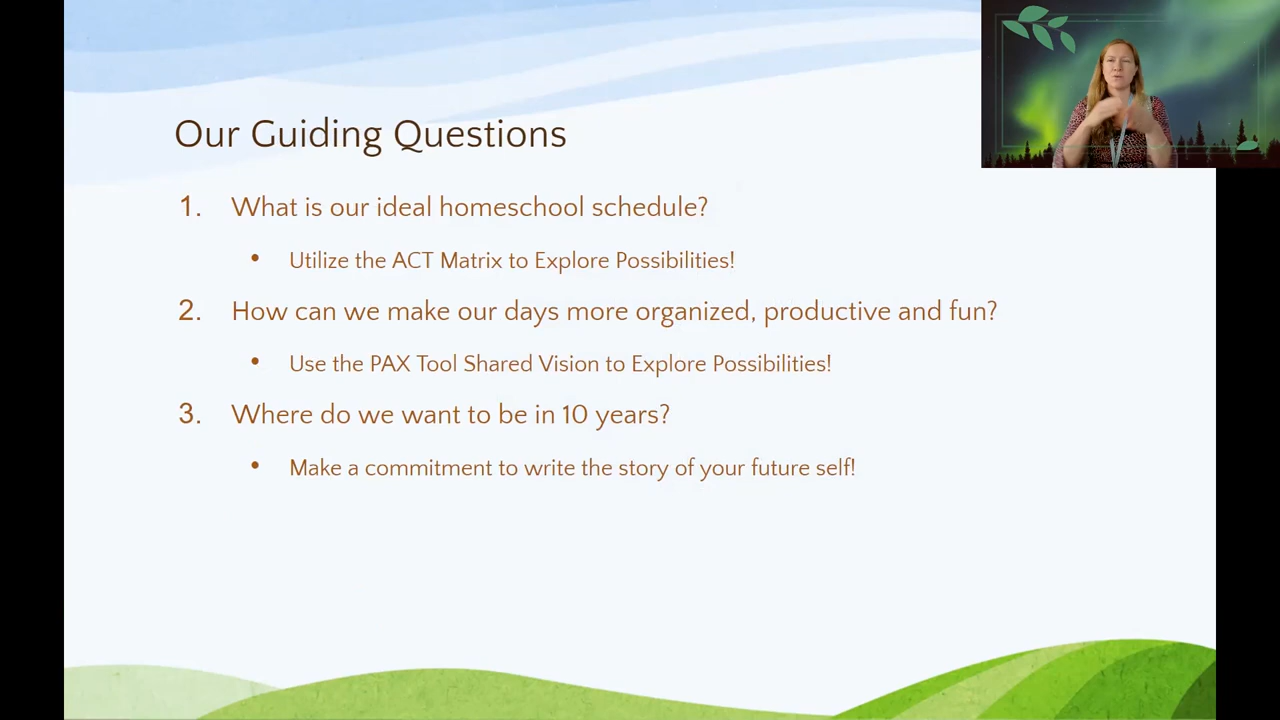 Our Guiding Questions
1. What is our ideal homeschool schedule?
• Utilize the ACT Matrix to Explore Possibilities!
2. How can we make our days more organized, productive and fun?
• Use the PAX Tool Shared Vision to Explore Possibilities!
3. Where do we want to be in 10 years?
• Make a commitment to write the story of your future self!